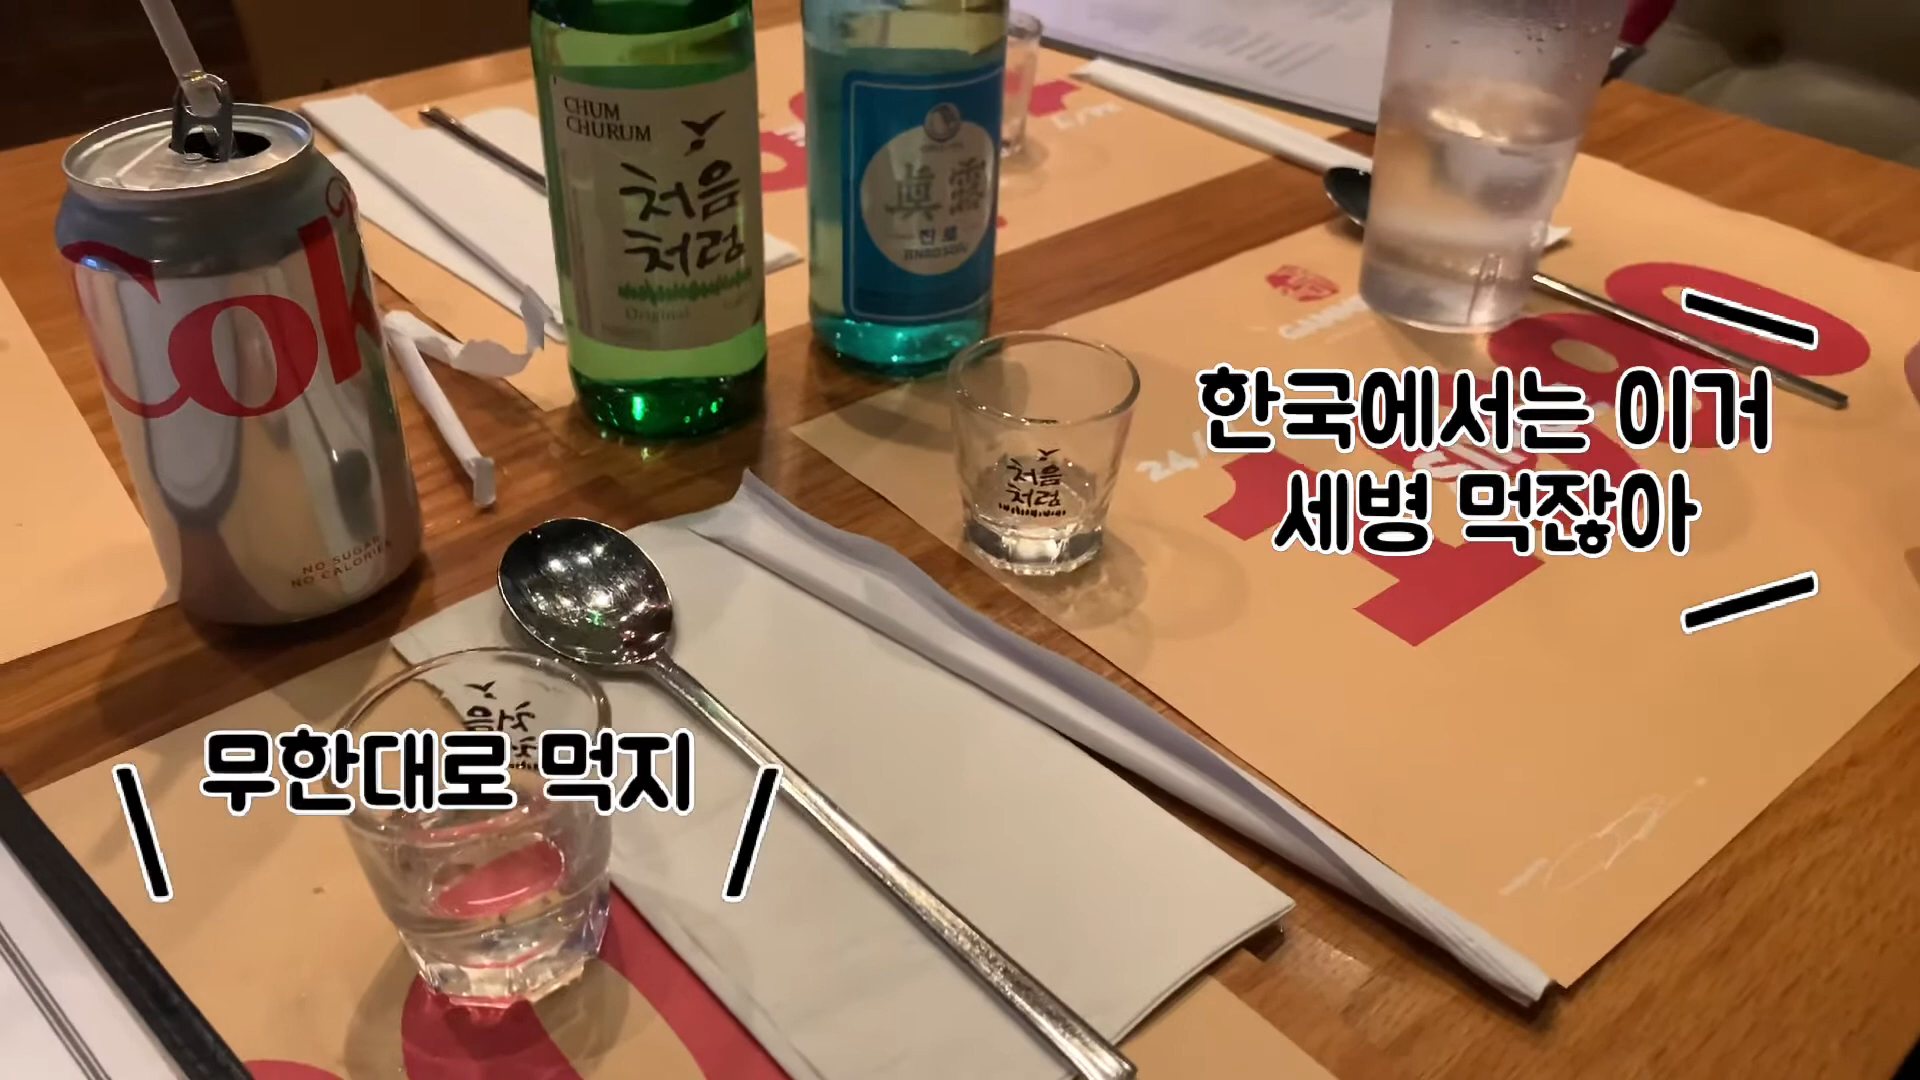 CHUM
CHURUM
처음
처럼
Original
眞露
진로
Coke
NO SUGAR
NO CALORIES
처음
처럼
24/
한국에서는 이거
세병 먹잖아
무한대로 먹지